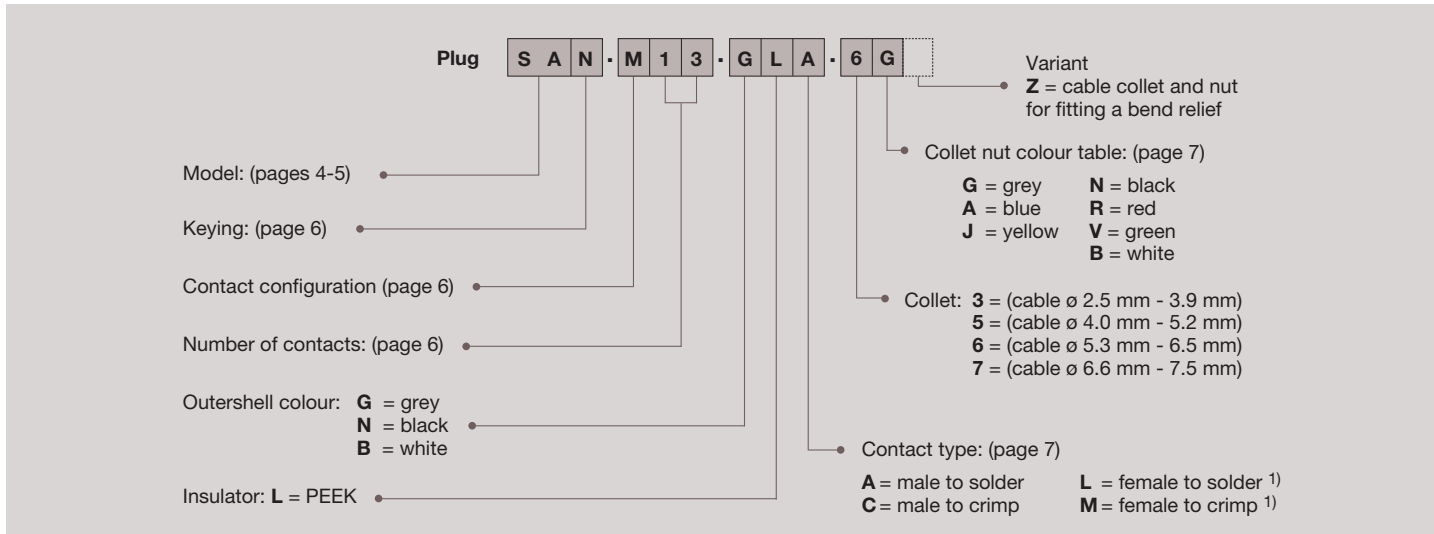 Plug S A N . M 1 3 . G L A . 6 G
Variant
Z = cable collet and nut
for fitting a bend relief
Model: (pages 4-5)
Keying: (page 6)
Contact configuration (page 6)
Number of contacts: (page 6)
Outershell colour: G = grey
N = black
B = white
Insulator: L = PEEK
Collet nut colour table: (page 7)
G = grey N = black
A = blue R = red
J = yellow V = green
B = white
Collet: 3 = (cable ø 2.5 mm - 3.9 mm)
5 = (cable ø 4.0 mm - 5.2 mm)
6 = (cable ø 5.3 mm - 6.5 mm)
7 = (cable ø 6.6 mm - 7.5 mm)
Contact type: (page 7)
A = male to solder L = female to solder 1)
C = male to crimp M = female to crimp 1)